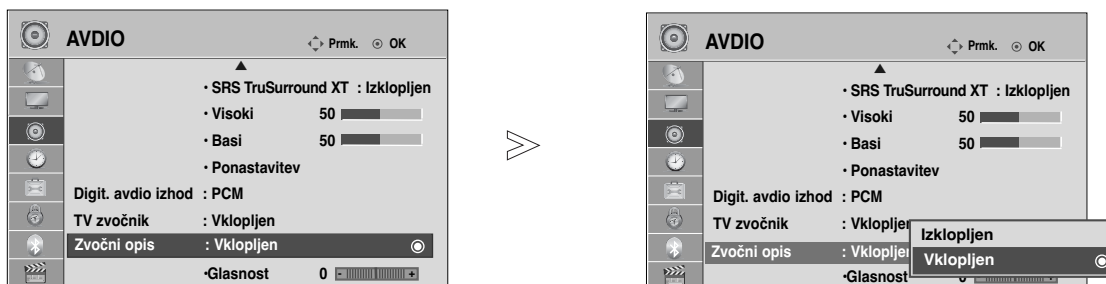 AVDIO Prmk. OK
• SRS TruSurround XT : Izklopljen
• Visoki 50
• Basi 50
• Ponastavitev
Digit. avdio izhod : PCM
TV zvočnik : Vklopljen
Zvočni opis : Vklopljen
•Glasnost 0 - +
AVDIO Prmk. OK
• SRS TruSurround XT : Izklopljen
• Visoki 50
• Basi 50
• Ponastavitev
Digit. avdio izhod : PCM
TV zvočnik : Vklopljen
Izklopljen
Zvočni opis : Vklopljen
Vklopljen
•Glasnost 0